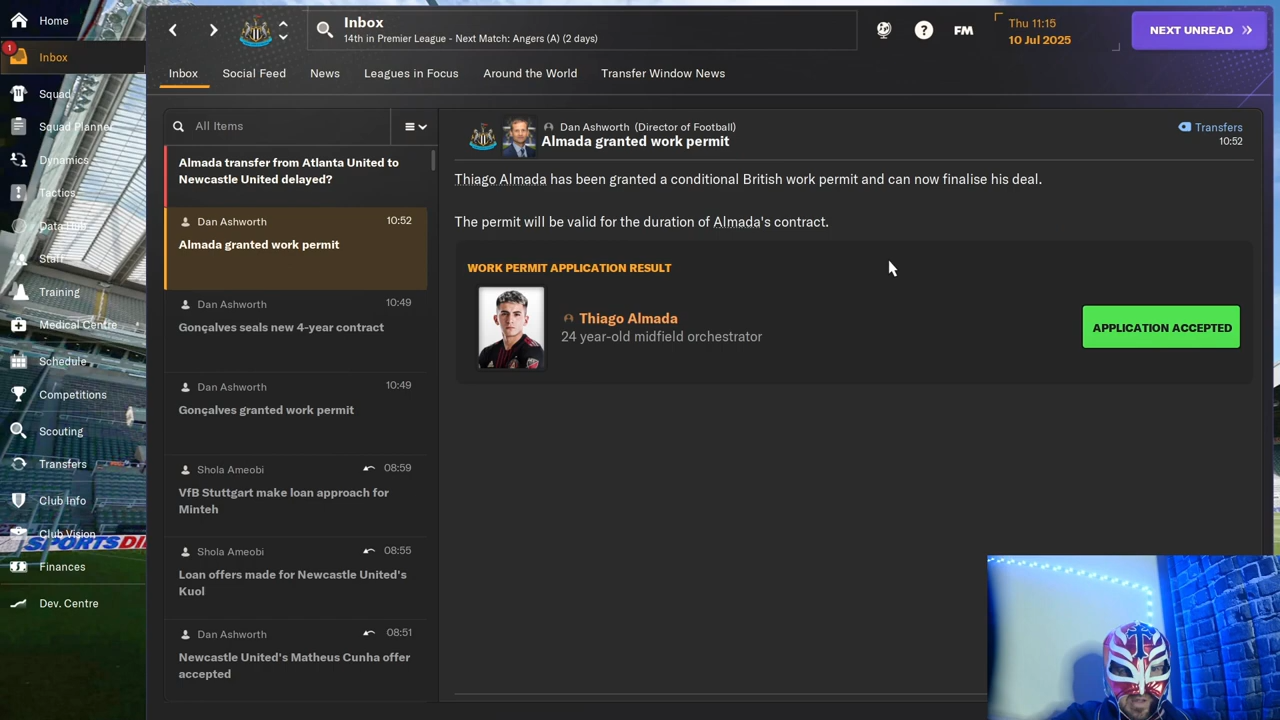 Home
1
Inbox
Squad
Squad Planner
Dynamics
Tactics
Data Hub
Staff
Training
Medical Centre
Schedule
Competitions
Scouting
Transfers
Club Info
Club Vision
Finances
Dev. Centre
SPORTSDI
Inbox
14th in Premier League - Next Match: Angers (A) (2 days)
FM
Thu 11:15
10 Jul 2025
NEXT UNREAD
Inbox
Social Feed
News
Leagues in Focus
Around the World
Transfer Window News
All Items
Almada transfer from Atlanta United to
Newcastle United delayed?
Dan Ashworth 10:52
Almada granted work permit
Dan Ashworth 10:49
Gonçalves seals new 4-year contract
Dan Ashworth 10:49
Gonçalves granted work permit
Shola Ameobi 08:59
VfB Stuttgart make loan approach for
Minteh
Shola Ameobi 08:55
Loan offers made for Newcastle United's
Kuol
Dan Ashworth 08:51
Newcastle United's Matheus Cunha offer
accepted
Dan Ashworth (Director of Football)
Almada granted work permit
Transfers
10:52
Thiago Almada has been granted a conditional British work permit and can now finalise his deal.
The permit will be valid for the duration of Almada's contract.
WORK PERMIT APPLICATION RESULT
Thiago Almada
24 year-old midfield orchestrator
APPLICATION ACCEPTED